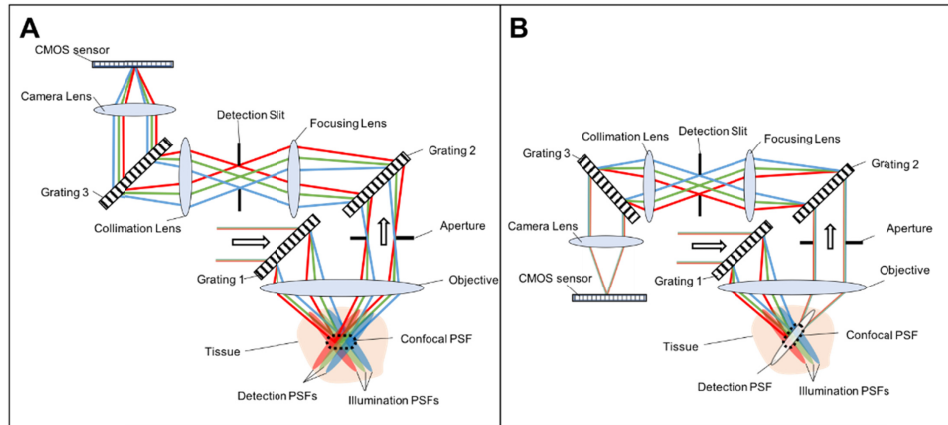 A
CMOS sensor
Camera Lens
Detection Slit
Focusing Lens
Grating 2
Grating 3
Collimation Lens
Aperture
Grating 1
Objective
Tissue
Confocal PSF
Detection PSFs
Illumination PSFs
B
Collimation Lens
Detection Slit
Focusing Lens
Grating 3
Grating 2
Camera Lens
Aperture
Grating 1
CMOS sensor
Objective
Tissue
Confocal PSF
Detection PSF
Illumination PSFs